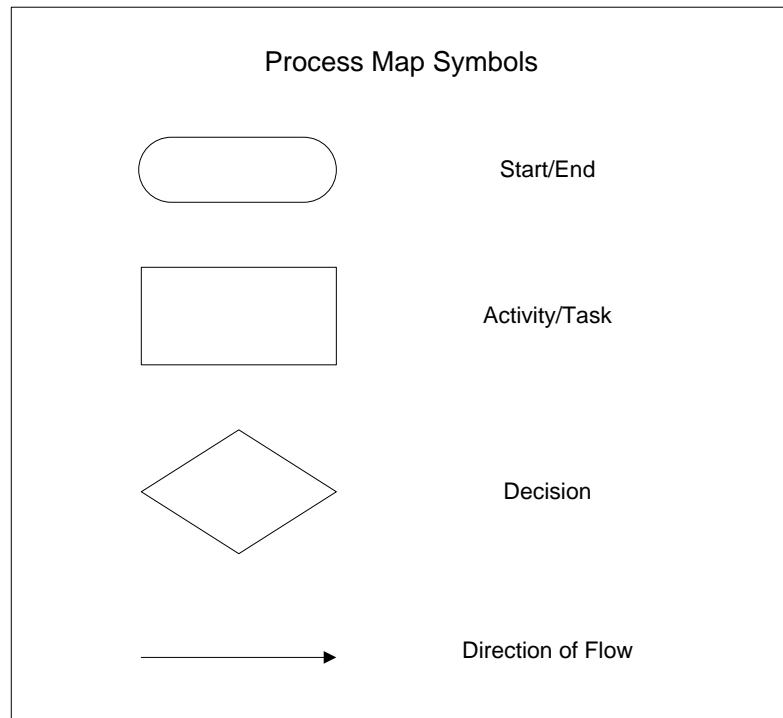 Process Map Symbols
Start/End
Activity/Task
Decision
Direction of Flow